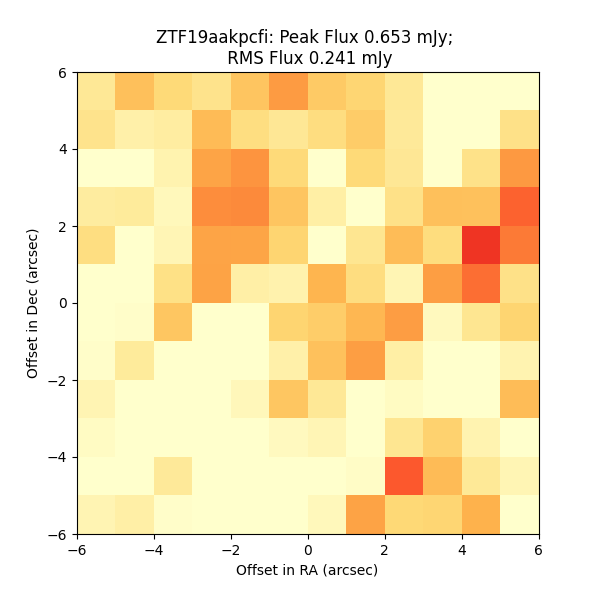 ZTF19aakpcfi: Peak Flux 0.653 mJy;
RMS Flux 0.241 mJy
6
4
2
0
−2
−4
−6
Offset in Dec (arcsec)
−6 −4 −2 0 2 4 6
Offset in RA (arcsec)